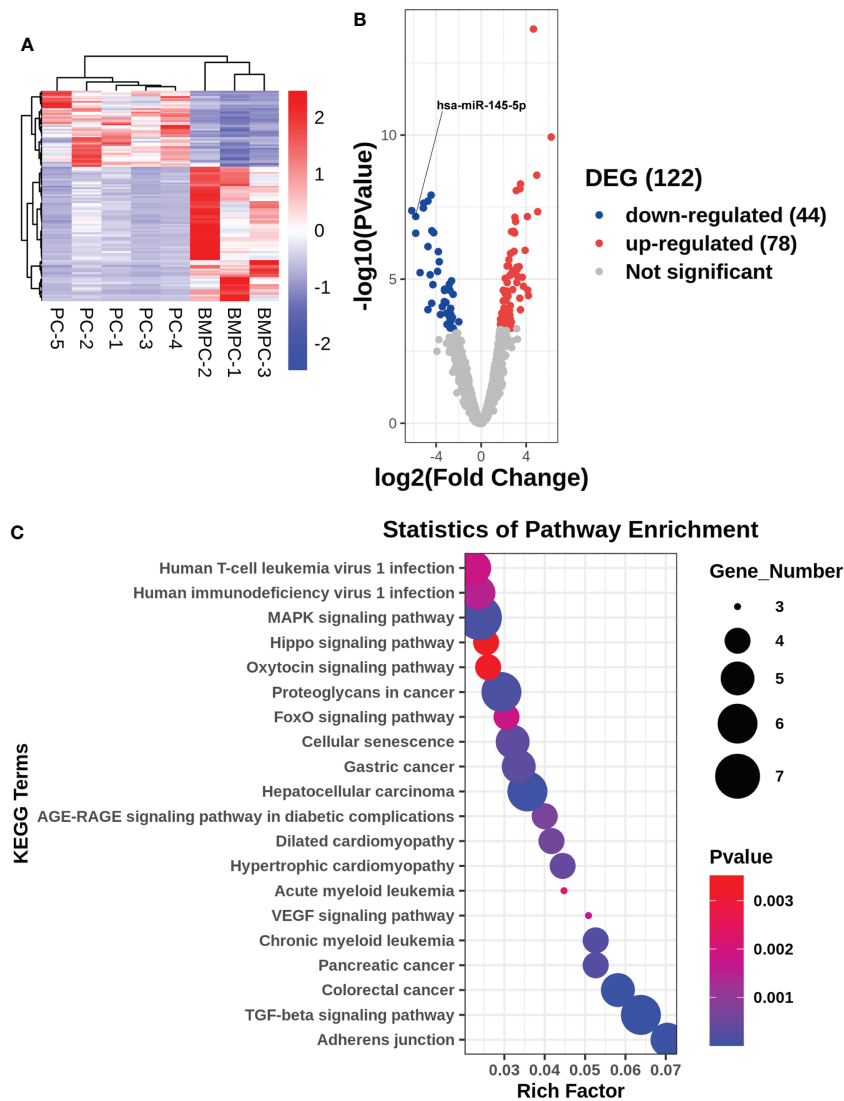 A
2
1
0
-1
-2
PC-5
PC-2
PC-1
PC-3
PC-4
BMPC-2
BMPC-1
BMPC-3
B
hsa-miR-145-5p
10
5
0
-4
0
4
-log10(PValue)
log2(Fold Change)
DEG (122)
down-regulated (44)
up-regulated (78)
Not significant
C
Statistics of Pathway Enrichment
KEGG Terms
Human T-cell leukemia virus 1 infection
Human immunodeficiency virus 1 infection
MAPK signaling pathway
Hippo signaling pathway
Oxytocin signaling pathway
Proteoglycans in cancer
FoxO signaling pathway
Cellular senescence
Gastric cancer
Hepatocellular carcinoma
AGE-RAGE signaling pathway in diabetic complications
Dilated cardiomyopathy
Hypertrophic cardiomyopathy
Acute myeloid leukemia
VEGF signaling pathway
Chronic myeloid leukemia
Pancreatic cancer
Colorectal cancer
TGF-beta signaling pathway
Adherens junction
0.03 0.04 0.05 0.06 0.07
Rich Factor
Gene_Number
3
4
5
6
7
Pvalue
0.003
0.002
0.001